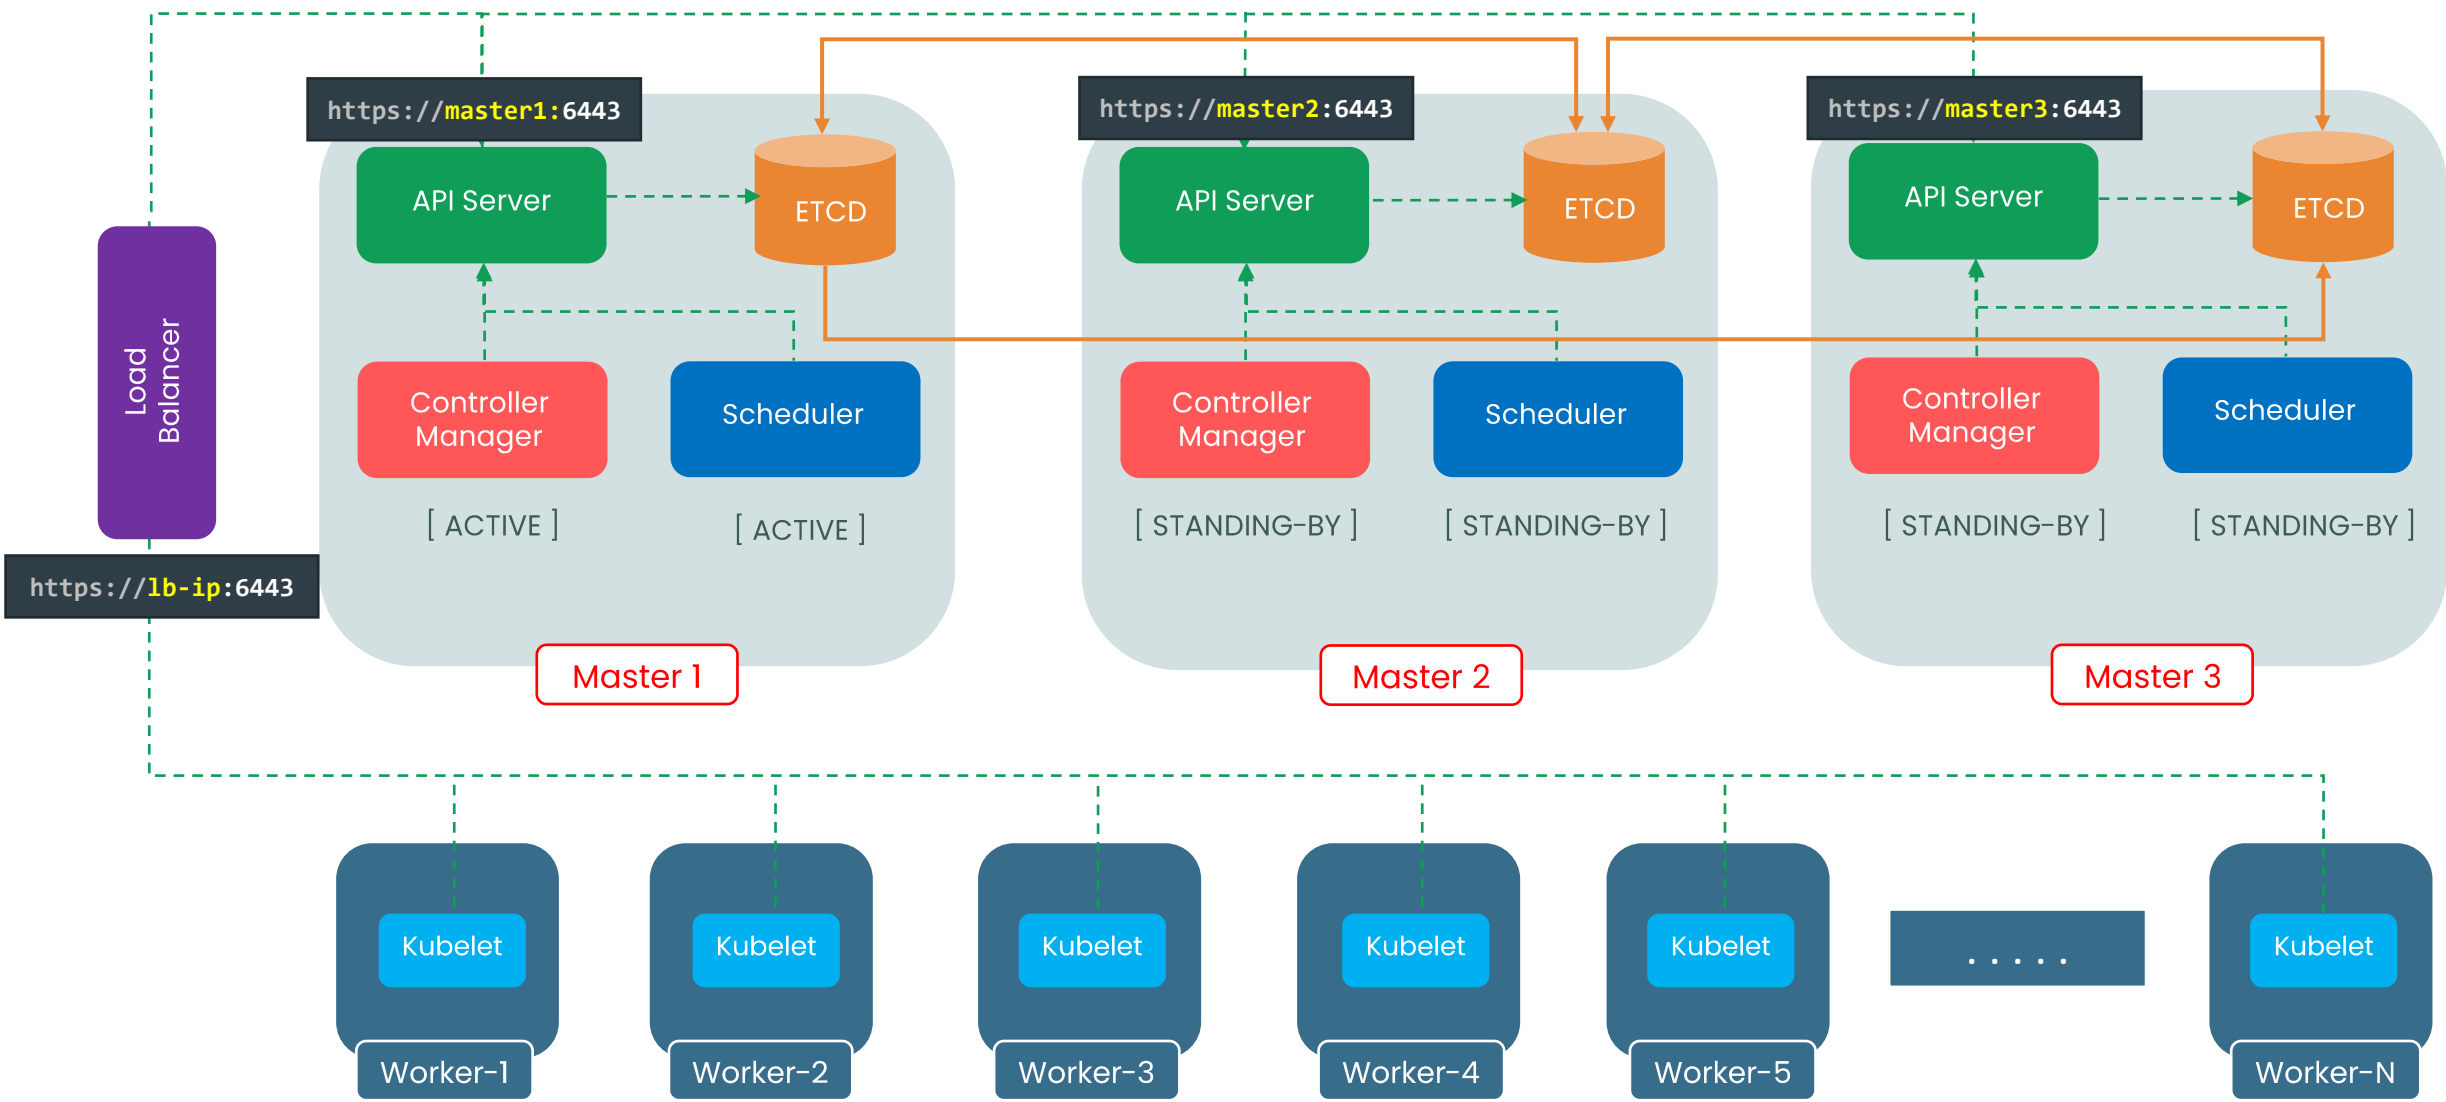 https://master1:6443
https://master2:6443
https://master3:6443
API Server
ETCD
API Server
ETCD
API Server
ETCD
Load
Balancer
Controller
Manager
Scheduler
Controller
Manager
Scheduler
Controller
Manager
Scheduler
[ ACTIVE ]
[ ACTIVE ]
[ STANDING-BY ]
[ STANDING-BY ]
[ STANDING-BY ]
[ STANDING-BY ]
https://lb-ip:6443
Master 1
Master 2
Master 3
Kubelet
Kubelet
Kubelet
Kubelet
Kubelet
. . . . .
Kubelet
Worker-1
Worker-2
Worker-3
Worker-4
Worker-5
Worker-N